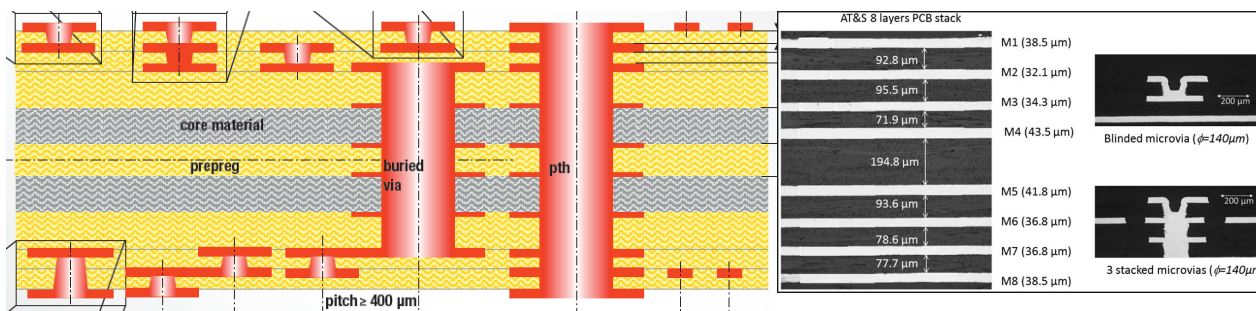 core material
prepreg
buried
via
pth
pitch ≥ 400 µm
AT&S 8 layers PCB stack
M1 (38.5 µm)
92.8 µm
M2 (32.1 µm)
95.5 µm
M3 (34.3 µm)
71.9 µm
M4 (43.5 µm)
194.8 µm
M5 (41.8 µm)
93.6 µm
M6 (36.8 µm)
78.6 µm
M7 (36.8 µm)
77.7 µm
M8 (38.5 µm)
200 µm
Blinded microvia (ϕ=140µm)
200 µm
3 stacked microvias (ϕ=140µm